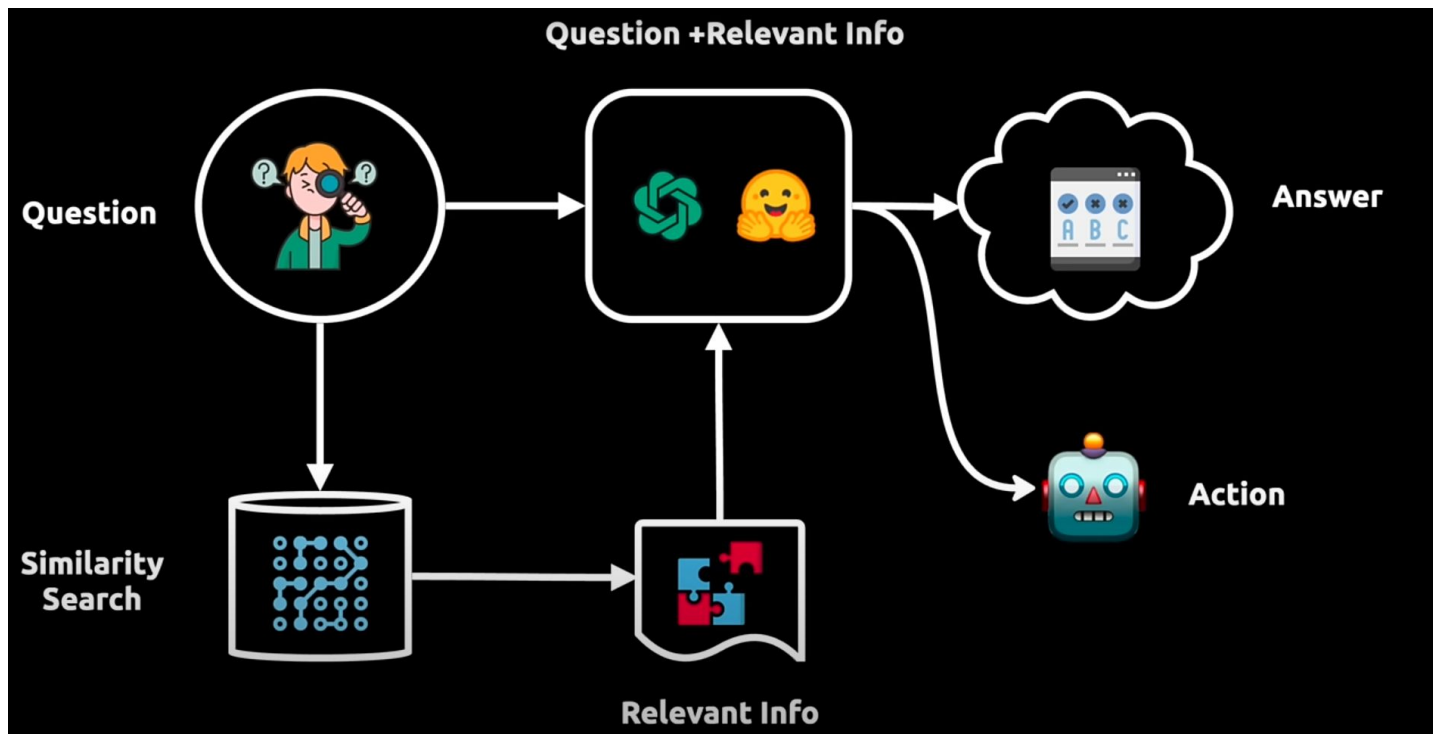 Question +Relevant Info
Question
? ?
A B C
Answer
Action
Similarity
Search
Relevant Info